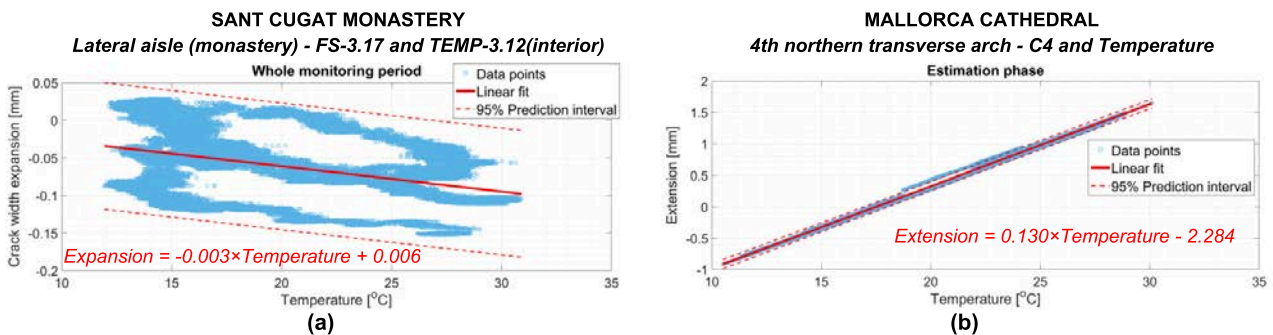 SANT CUGAT MONASTERY
Lateral aisle (monastery) - FS-3.17 and TEMP-3.12(interior)
Whole monitoring period
Data points
Linear fit
95% Prediction interval
Crack width expansion [mm]
0.05
0
-0.05
-0.1
-0.15
-0.2
Expansion = -0.003×Temperature + 0.006
10 15 20 25 30 35
Temperature [°C]
(a)
MALLORCA CATHEDRAL
4th northern transverse arch - C4 and Temperature
Estimation phase
Extension [mm]
2
1.5
1
0.5
0
-0.5
-1
Data points
Linear fit
95% Prediction interval
Extension = 0.130×Temperature - 2.284
10 15 20 25 30 35
Temperature [°C]
(b)